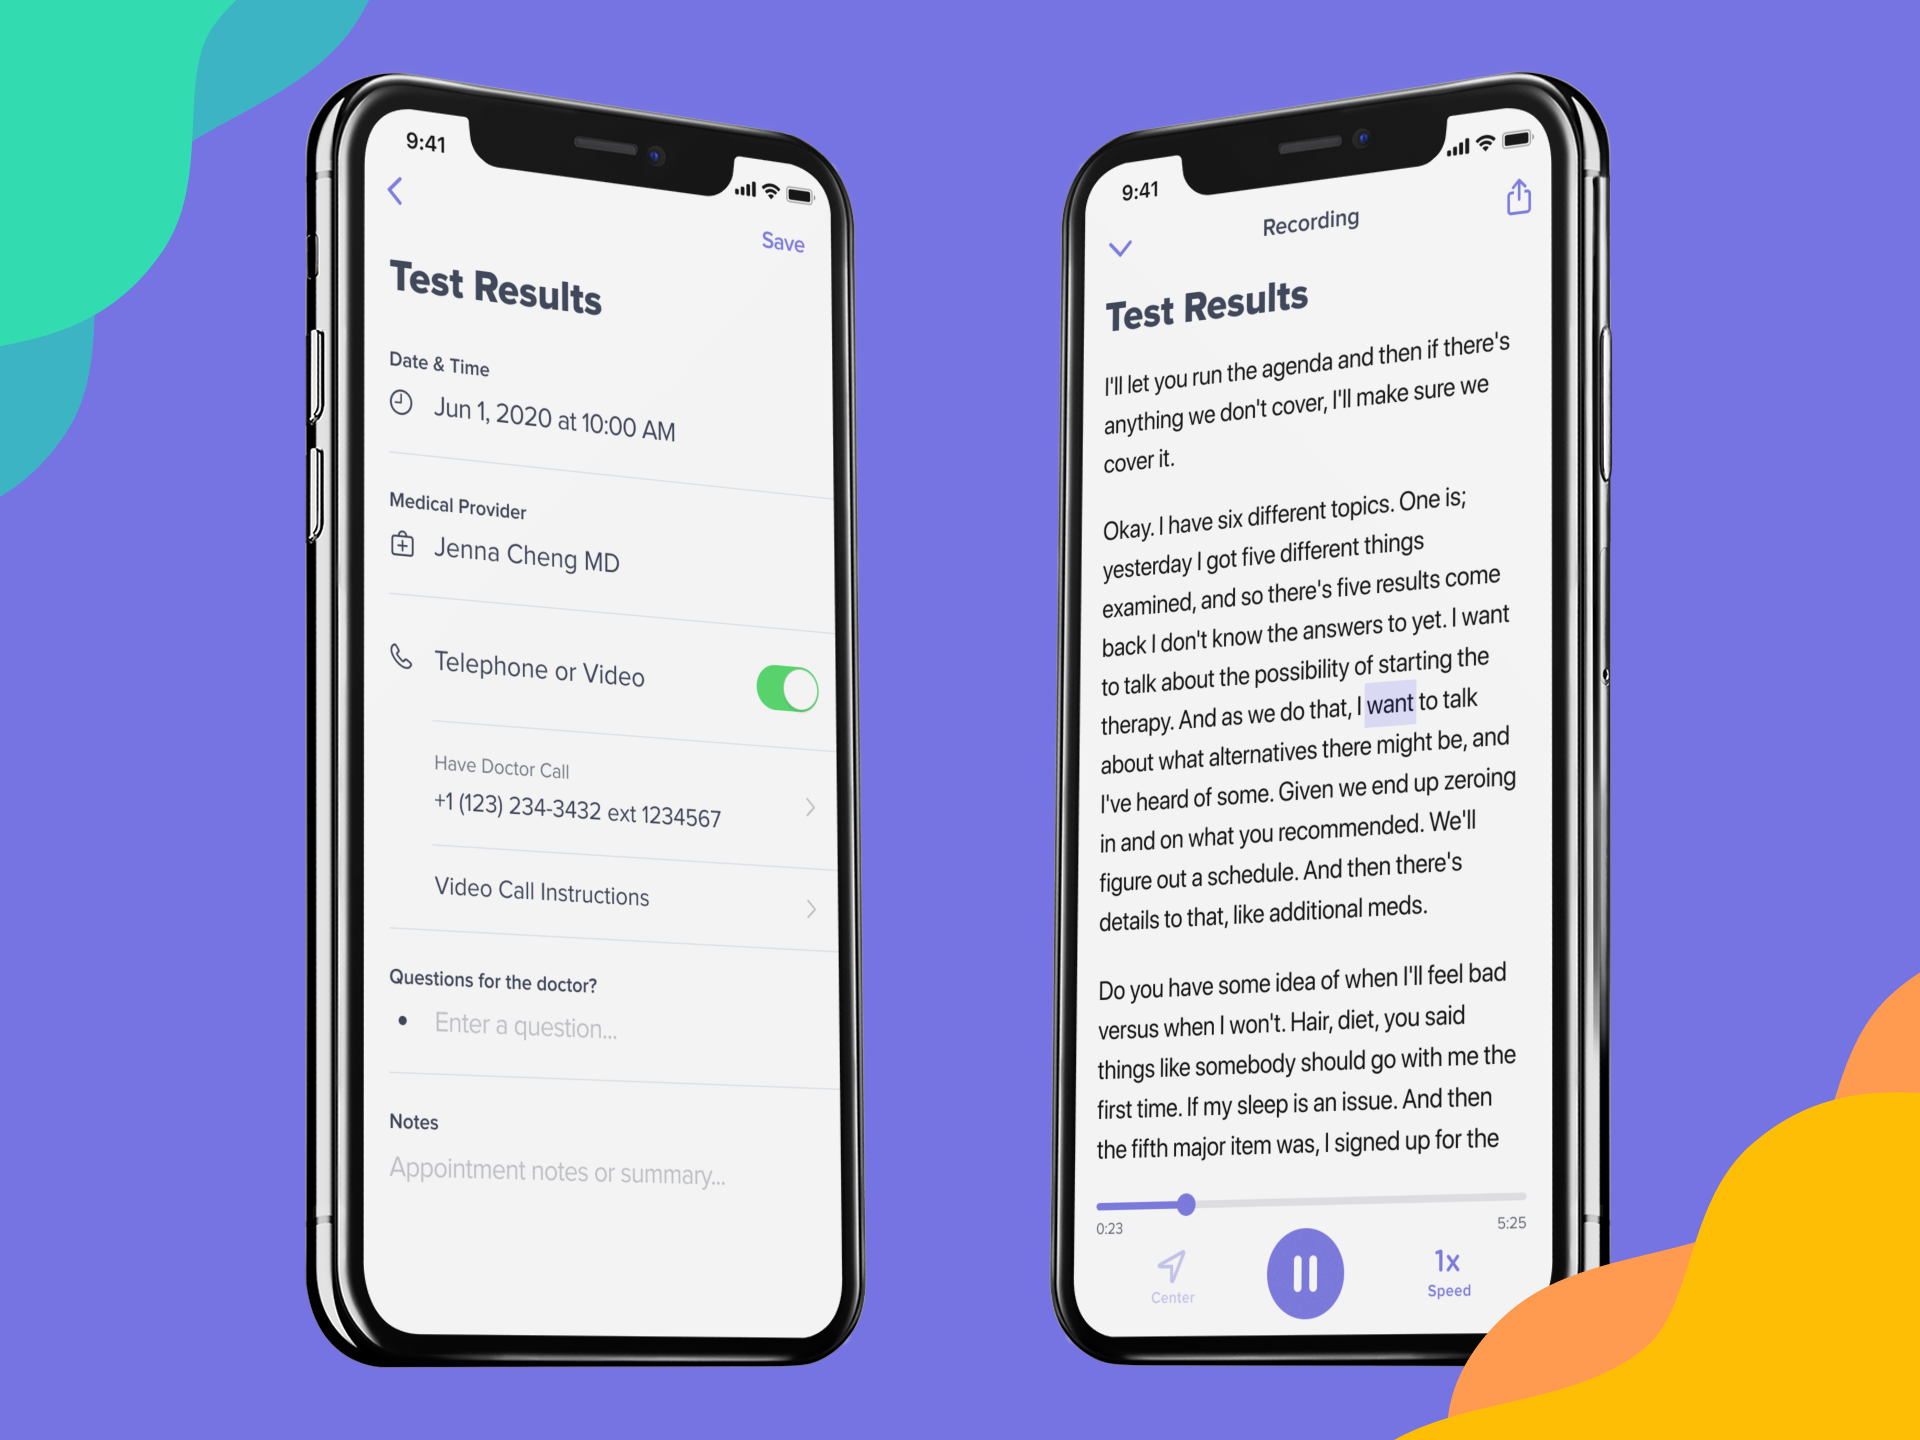 9:41
Save
Test Results
Date & Time
Jun 1, 2020 at 10:00 AM
Medical Provider
Jenna Cheng MD
Telephone or Video
Have Doctor Call
+1 (123) 234-3432 ext 1234567
Video Call Instructions
Questions for the doctor?
• Enter a question...
Notes
Appointment notes or summary...
9:41
Recording
Test Results
I'll let you run the agenda and then if there's
anything we don't cover, I'll make sure we
cover it.
Okay. I have six different topics. One is;
yesterday I got five different things
examined, and so there's five results come
back I don't know the answers to yet. I want
to talk about the possibility of starting the
therapy. And as we do that, I want to talk
about what alternatives there might be, and
I've heard of some. Given we end up zeroing
in and on what you recommended. We'll
figure out a schedule. And then there's
details to that, like additional meds.
Do you have some idea of when I'll feel bad
versus when I won't. Hair, diet, you said
things like somebody should go with me the
first time. If my sleep is an issue. And then
the fifth major item was, I signed up for the
0:23
5:25
Center
1x
Speed